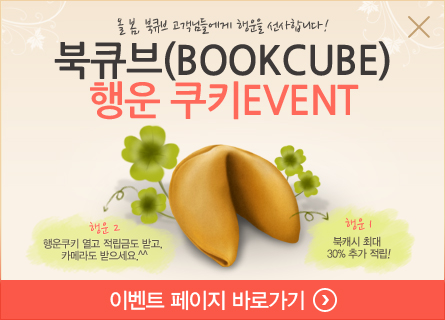 올 봄, 북큐브 고객님들에게 행운을 선사합니다!
북큐브(BOOKCUBE)
행운 쿠키EVENT
행운 2
행운쿠키 열고 적립금도 받고,
카메라도 받으세요.^^
행운 1
북캐시 최대
30% 추가 적립!
이벤트 페이지 바로가기